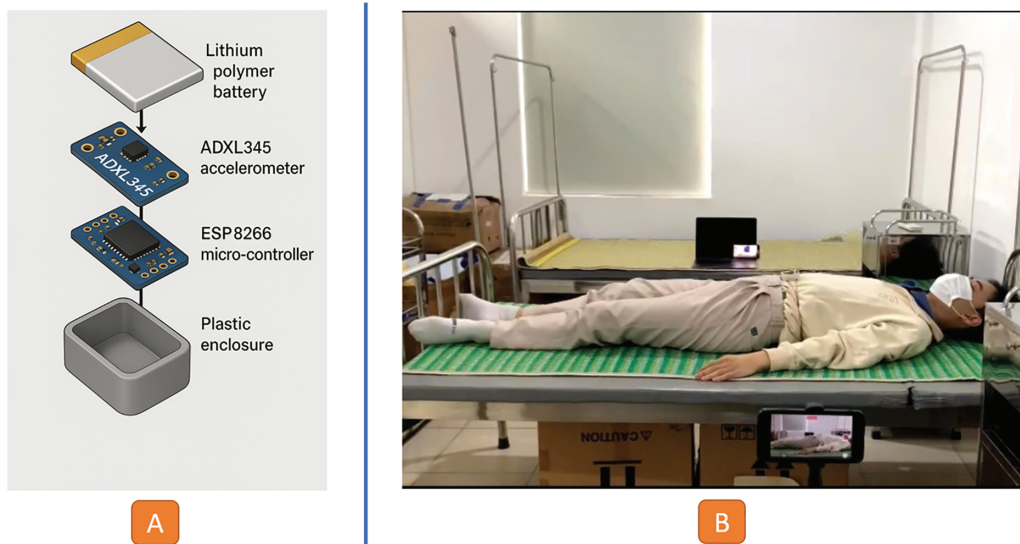 Lithium
polymer
battery
ADXL345
ADXL345
accelerometer
ESP8266
micro-controller
Plastic
enclosure
CAUTION
A
B